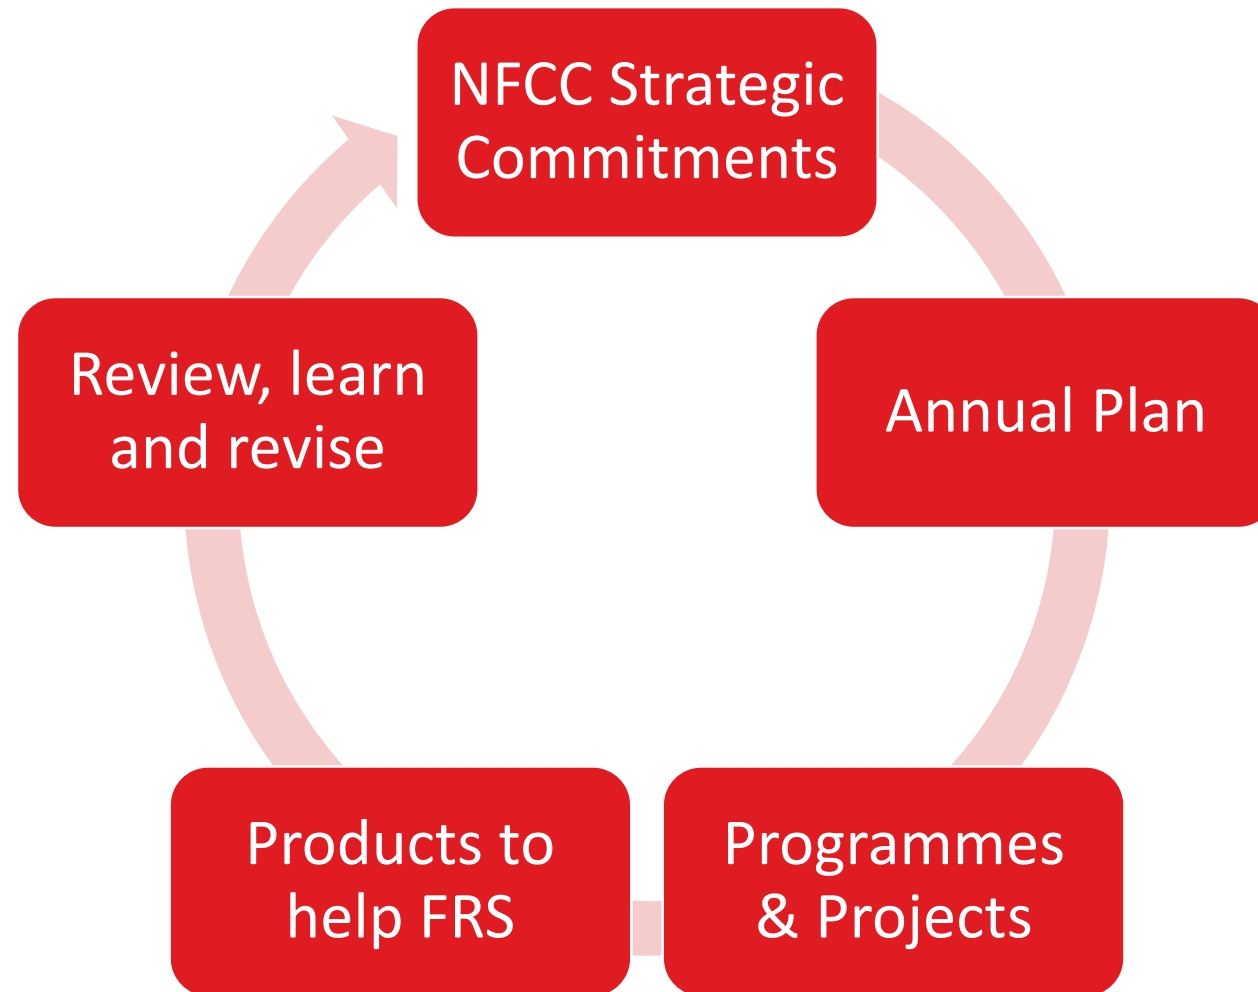 NFCC Strategic
Commitments
Annual Plan
Programmes
& Projects
Products to
help FRS
Review, learn
and revise